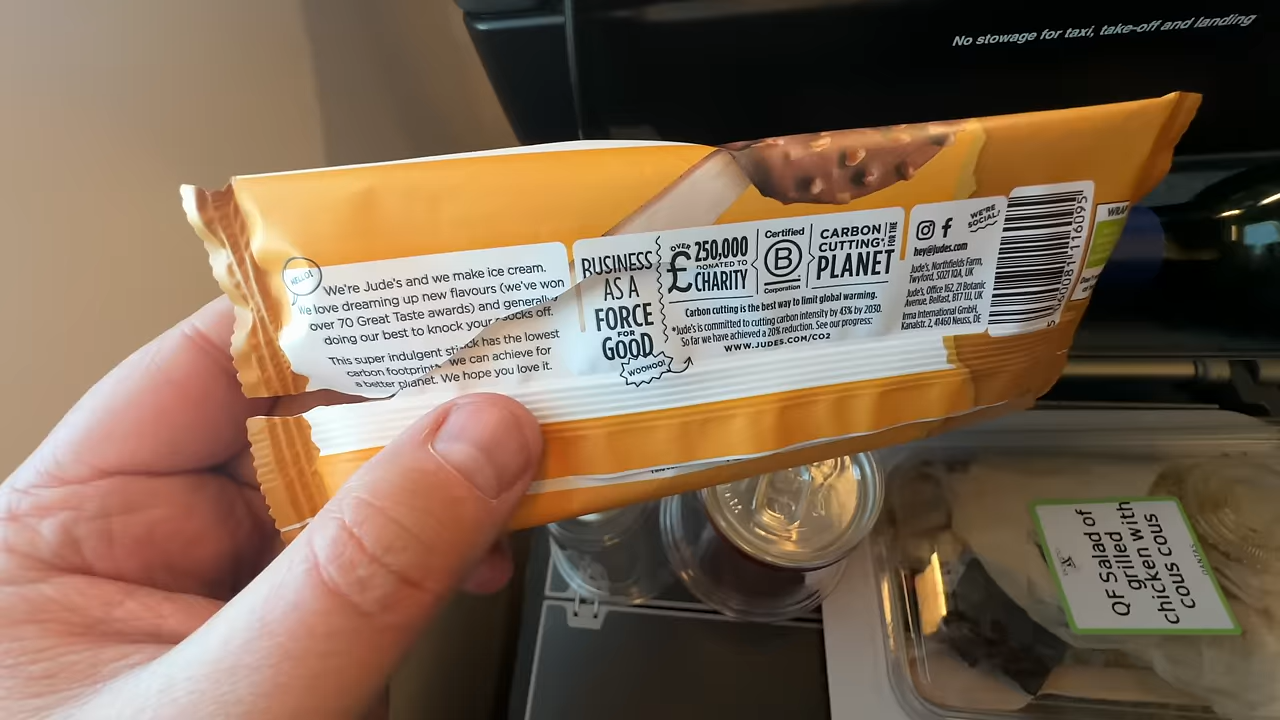 No stowage for taxi, take-off and landing
HELLO!
We're Jude's and we make ice cream.
We love dreaming up new flavours (we've won
over 70 Great Taste awards) and generally
doing our best to knock your socks off.
This super indulgent stick has the lowest
carbon footprint we can achieve for
a better planet. We hope you love it.
BUSINESS
AS A
FORCE
FOR
GOOD
WOOHOO!
OVER
£250,000
DONATED TO
CHARITY
Certified
B
Corporation
CARBON
CUTTING*
FOR THE
PLANET
Carbon cutting is the best way to limit global warming.
*Jude's is committed to cutting carbon intensity by 43% by 2030.
So far we have achieved a 20% reduction. See our progress:
WWW.JUDES.COM/CO2
WE'RE
SOCIAL!
hey@judes.com
Jude's, Northfields Farm,
Twyford, SO21 1QA, UK
Jude's, Office 162, 21 Botanic
Avenue, Belfast, BT7 1JJ, UK
Irma International GmbH,
Kanalstr. 2, 41460 Neuss, DE
WRAP
QF Salad of
grilled
chicken with
cous cous